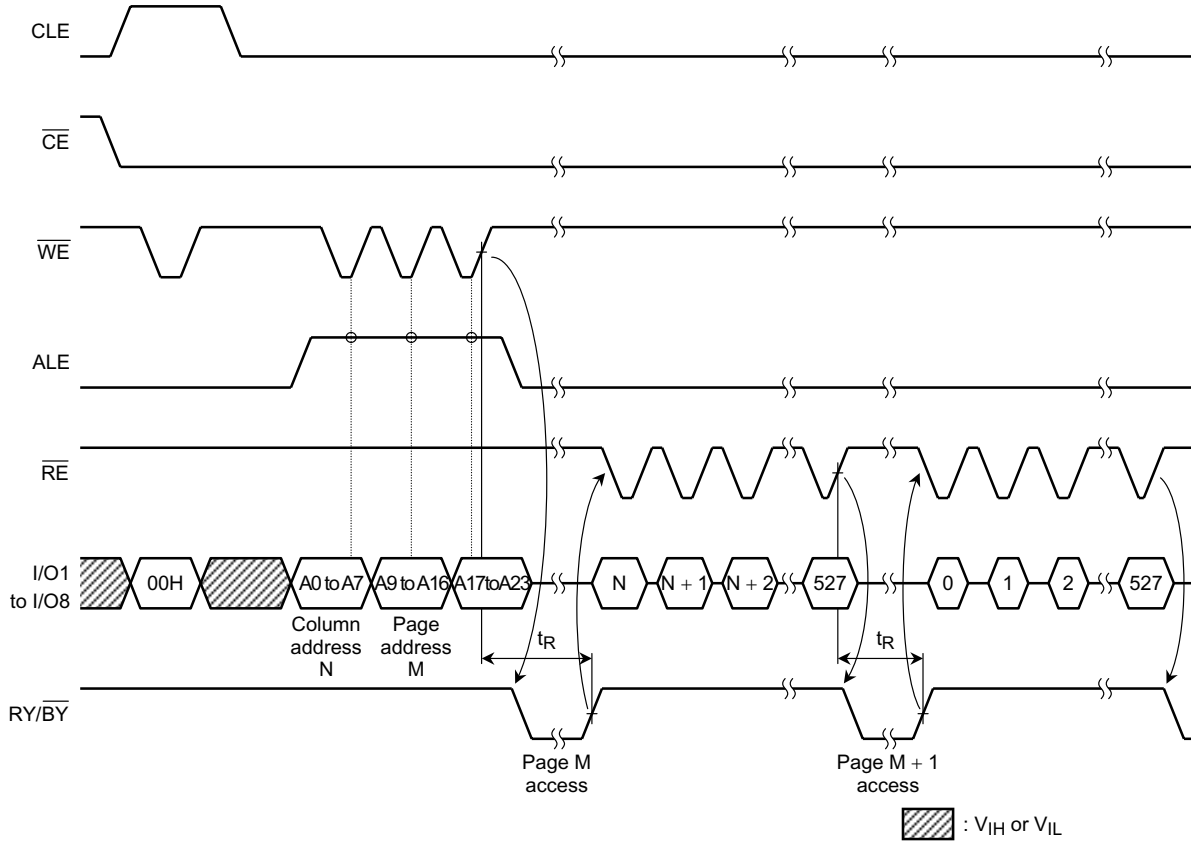 CLE
CE
WE
ALE
RE
I/O1
to I/O8
00H
A0 to A7
A9 to A16
A17 to A23
N
N + 1
N + 2
527
0
1
2
527
Column
address
N
Page
address
M
tR
tR
RY/BY
Page M
access
Page M + 1
access
: VIH or VIL